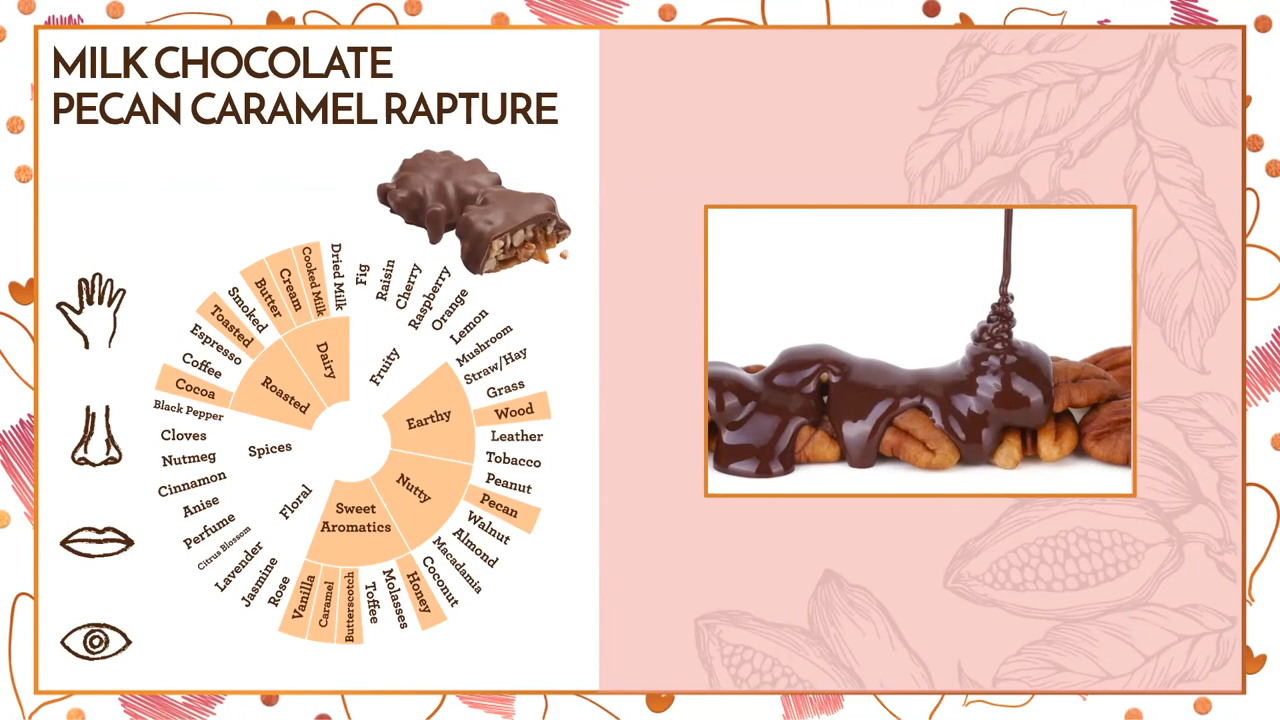 MILK CHOCOLATE
PECAN CARAMEL RAPTURE
Dairy
Fruity
Earthy
Nutty
Sweet
Aromatics
Floral
Spices
Roasted
Dried Milk
Fig
Raisin
Cherry
Raspberry
Orange
Lemon
Mushroom
Straw/Hay
Grass
Wood
Leather
Tobacco
Peanut
Pecan
Walnut
Almond
Macadamia
Coconut
Honey
Molasses
Toffee
Butterscotch
Caramel
Vanilla
Rose
Jasmine
Lavender
Citrus Blossom
Perfume
Anise
Cinnamon
Nutmeg
Cloves
Black Pepper
Cocoa
Coffee
Espresso
Toasted
Smoked
Butter
Cream
Cooked Milk